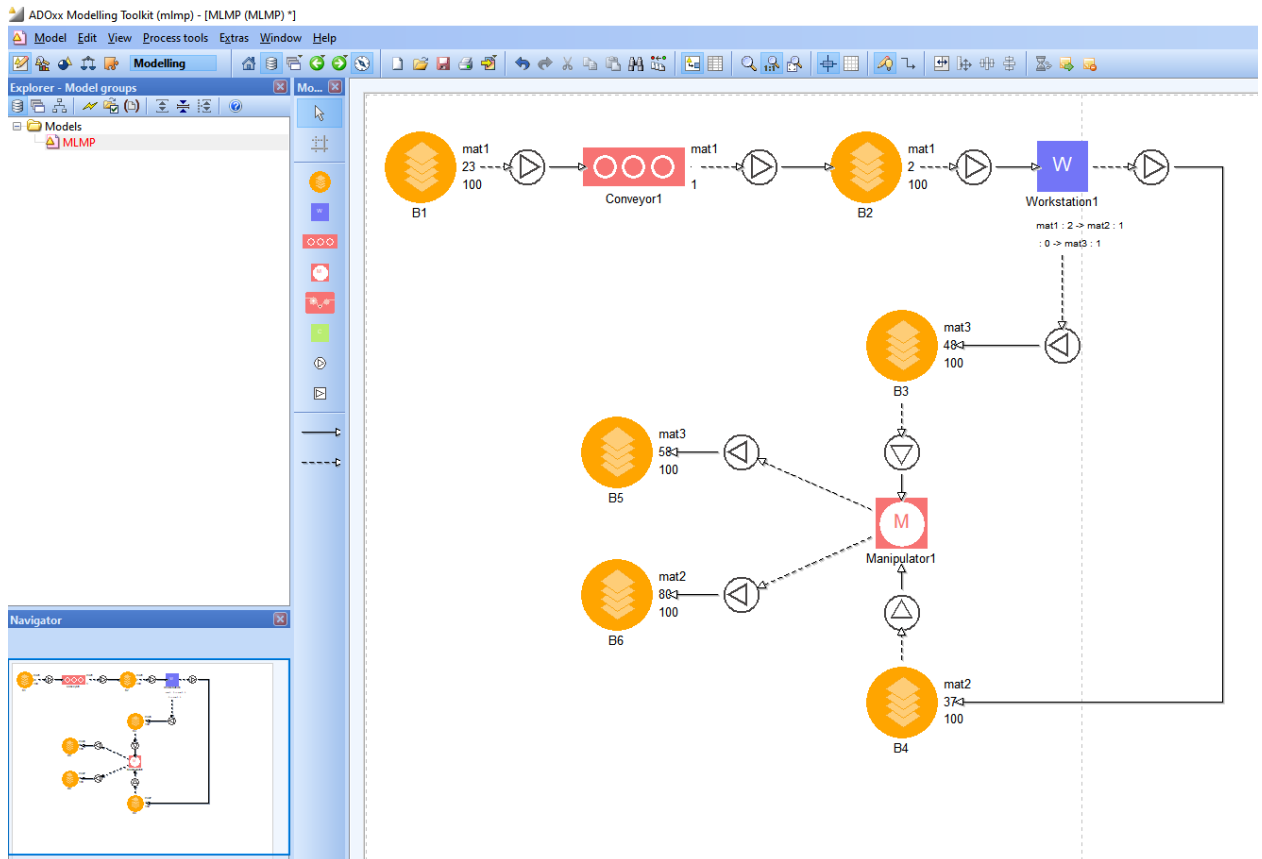 ADOxx Modelling Toolkit (mlmp) - [MLMP (MLMP) *]
Model Edit View Process tools Extras Window Help
Modelling
Explorer - Model groups
Mo...
Models
MLMP
mat1
23
100
B1
mat1
1
Conveyor1
mat1
2
100
B2
W
Workstation1
mat1 : 2 -> mat2 : 1
: 0 -> mat3 : 1
mat3
48
100
B3
mat3
58
100
B5
M
Manipulator1
mat2
80
100
B6
mat2
37
100
B4
Navigator